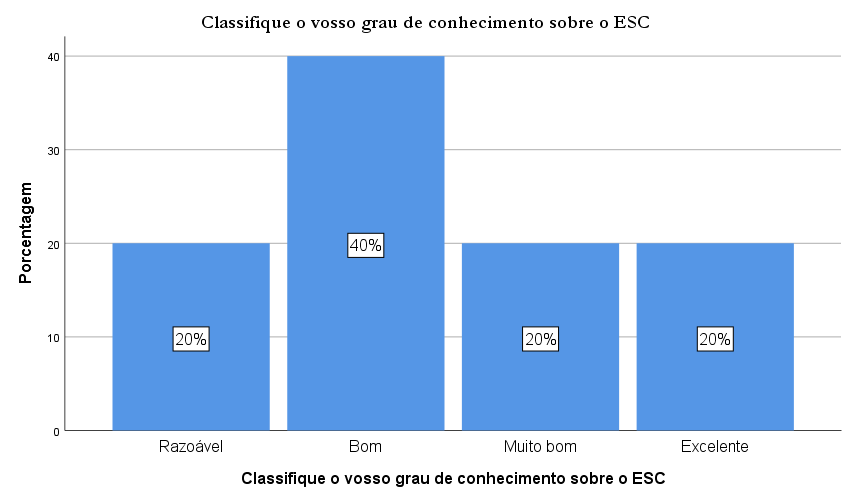 Classifique o vosso grau de conhecimento sobre o ESC
Porcentagem
40
30
20
10
0
20%
40%
20%
20%
Razoável
Bom
Muito bom
Excelente
Classifique o vosso grau de conhecimento sobre o ESC